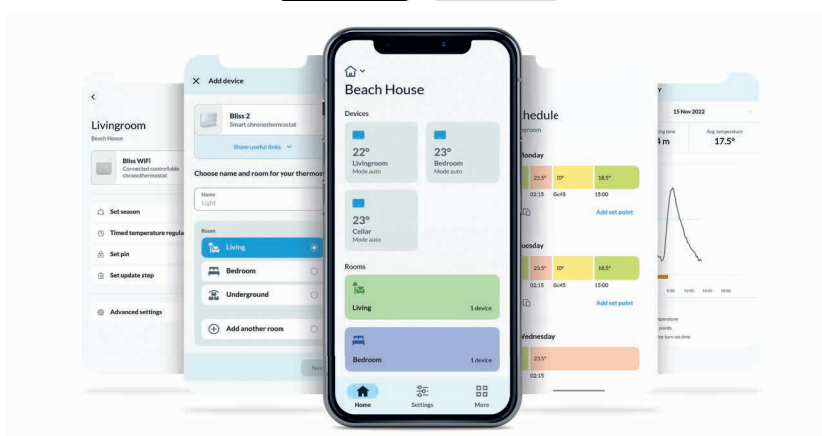 Livingroom
Beach House
Bliss WiFi
Connected controllable
chronothermostat
Set season
Timed temperature regula
Set pin
Set update step
Advanced settings
Add device
Bliss 2
Smart chronothermostat
Show useful links
Choose name and room for your thermos
Name
Light
Room
Living
Bedroom
Underground
Add another room
Beach House
Devices
22°
Livingroom
Mode auto
23°
Bedroom
Mode auto
23°
Cellar
Mode auto
Rooms
Living
1 device
Bedroom
1 device
Home
Settings
More
hedule
Monday
23.5° 10° 18.5°
02:15 04:45 15:00
Add set point
uesday
23.5° 10° 18.5°
02:15 04:45 15:00
Add set point
Wednesday
23.5°
02:15
15 Nov 2022
Avg. temperature
17.5°